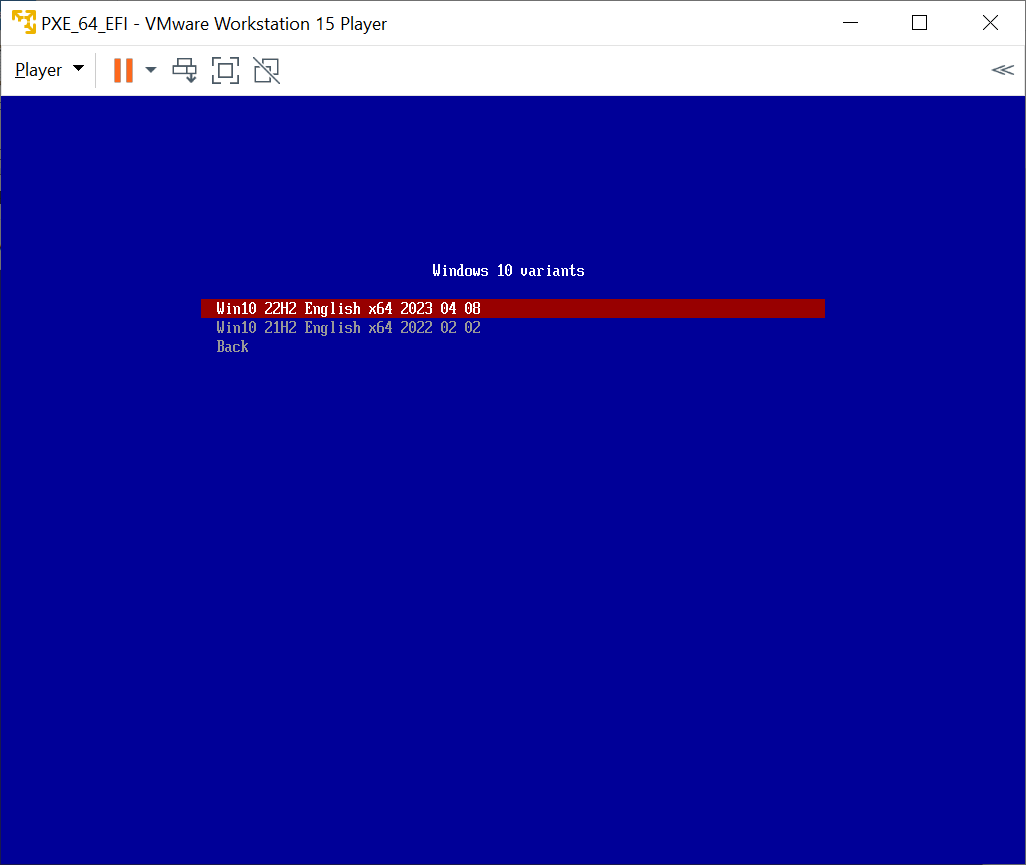 PXE_64_EFI - VMware Workstation 15 Player
Player
Windows 10 variants
Win10 22H2 English x64 2023 04 08
Win10 21H2 English x64 2022 02 02
Back